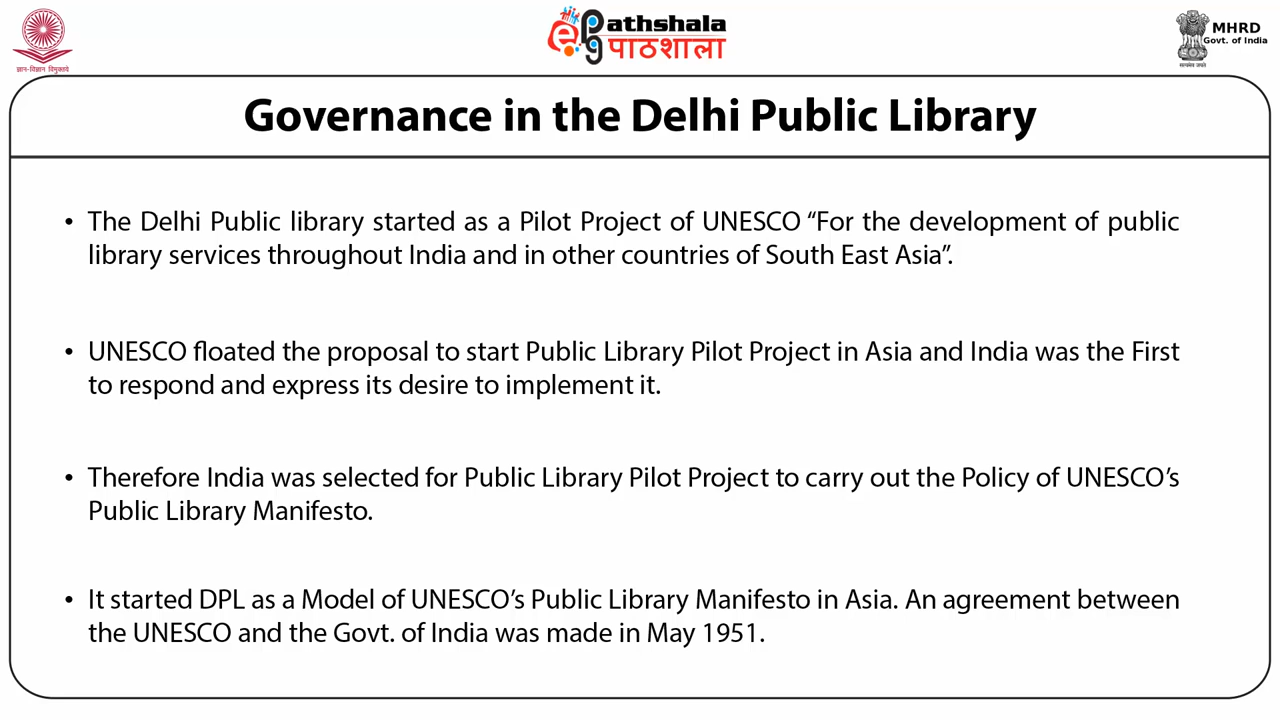 ज्ञान-विज्ञान विमुक्तये
ePathshala
पाठशाला
MHRD
Govt. of India
सत्यमेव जयते
Governance in the Delhi Public Library
• The Delhi Public library started as a Pilot Project of UNESCO “For the development of public
library services throughout India and in other countries of South East Asia”.
• UNESCO floated the proposal to start Public Library Pilot Project in Asia and India was the First
to respond and express its desire to implement it.
• Therefore India was selected for Public Library Pilot Project to carry out the Policy of UNESCO’s
Public Library Manifesto.
• It started DPL as a Model of UNESCO’s Public Library Manifesto in Asia. An agreement between
the UNESCO and the Govt. of India was made in May 1951.